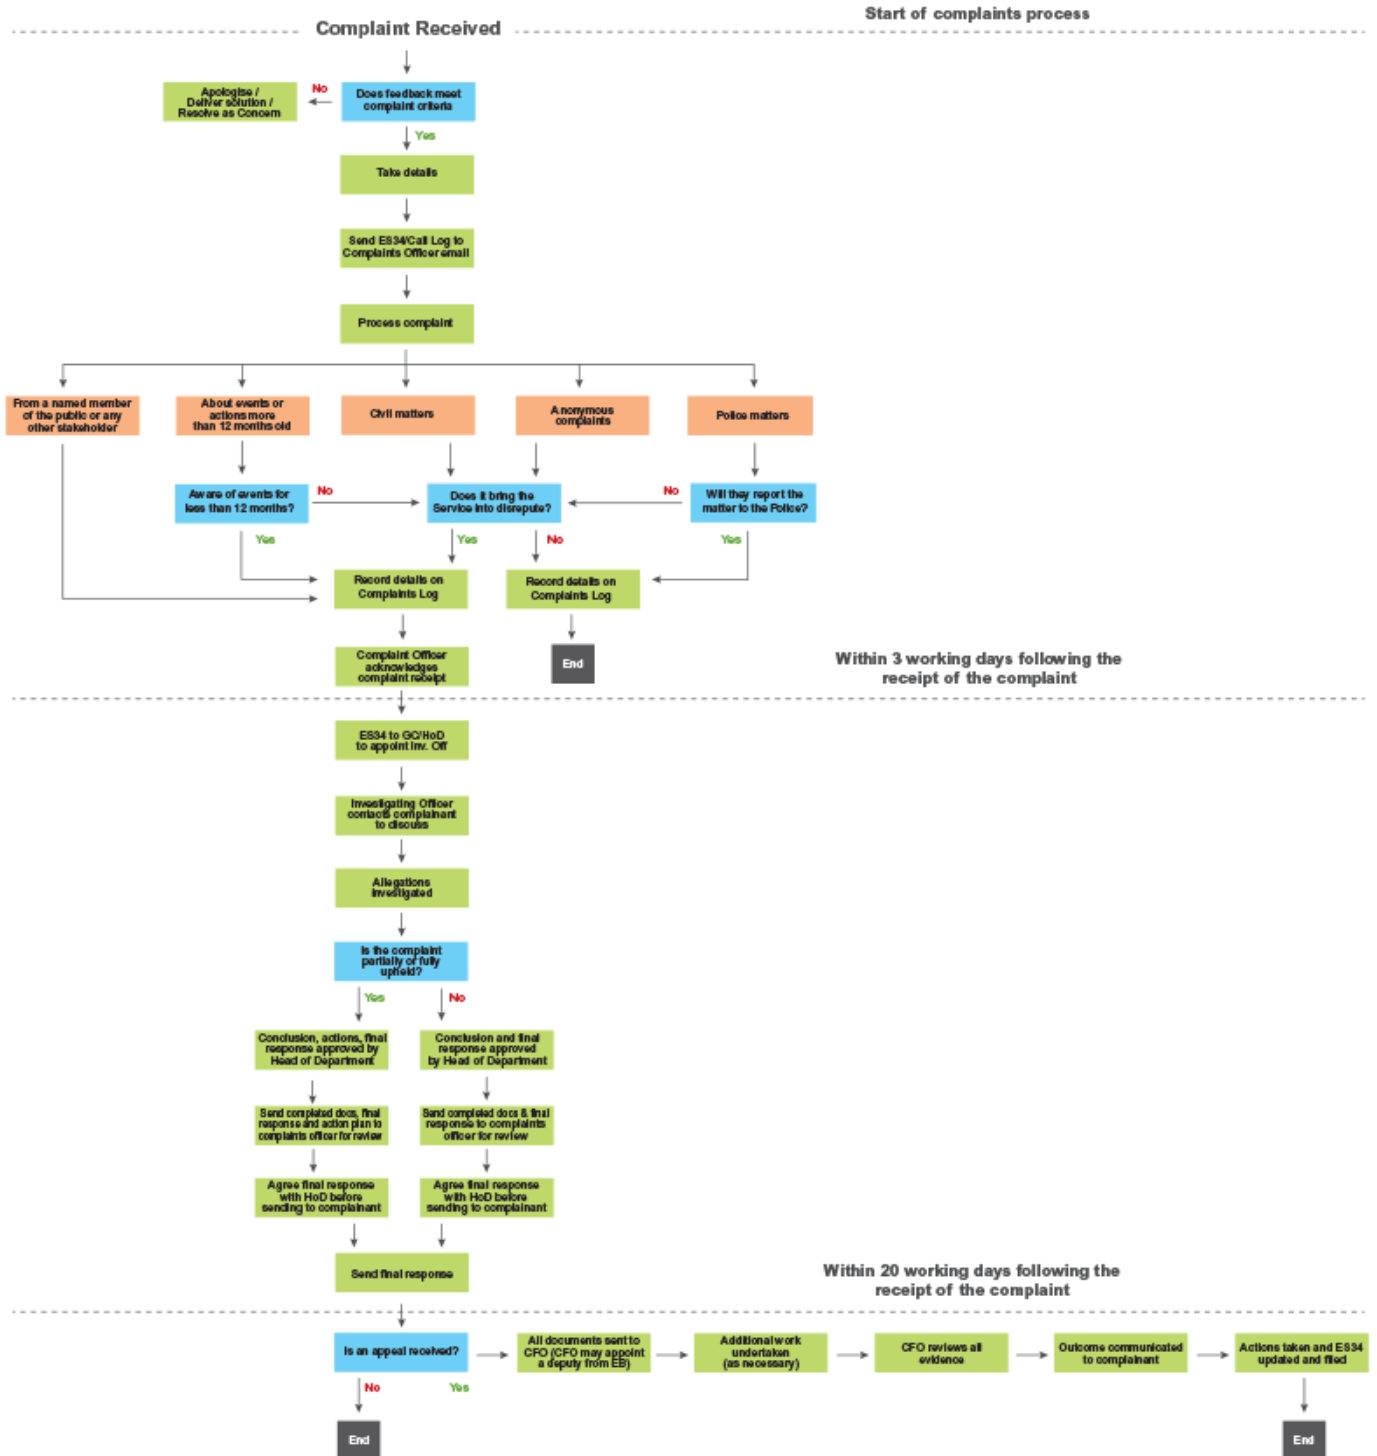 Start of complaints process
Complaint Received
Does feedback meet
complaint criteria
No
Apologise /
Deliver solution /
Resolve as Concern
Yes
Take details
Send ES34/Call Log to
Complaints Officer email
Process complaint
From a named member
of the public or any
other stakeholder
About events or
actions more
than 12 months old
Civil matters
Anonymous
complaints
Police matters
Aware of events for
less than 12 months?
No
Does it bring the
Service into disrepute?
No
Will they report the
matter to the Police?
Yes
Yes
No
Yes
Record details on
Complaints Log
Record details on
Complaints Log
Complaint Officer
acknowledges
complaint receipt
End
Within 3 working days following the
receipt of the complaint
ES34 to GC/HoD
to appoint Inv. Off
Investigating Officer
contacts complainant
to discuss
Allegations
investigated
Is the complaint
partially or fully
upheld?
Yes
No
Conclusion, actions, final
response approved by
Head of Department
Conclusion and final
response approved
by Head of Department
Send completed docs, final
response and action plan to
complaints officer for review
Send completed docs & final
response to complaints
officer for review
Agree final response
with HoD before
sending to complainant
Agree final response
with HoD before
sending to complainant
Send final response
Within 20 working days following the
receipt of the complaint
Is an appeal received?
All documents sent to
CFO (CFO may appoint
a deputy from EB)
Additional work
undertaken
(as necessary)
CFO reviews all
evidence
Outcome communicated
to complainant
Actions taken and ES34
updated and filed
No
Yes
End
End